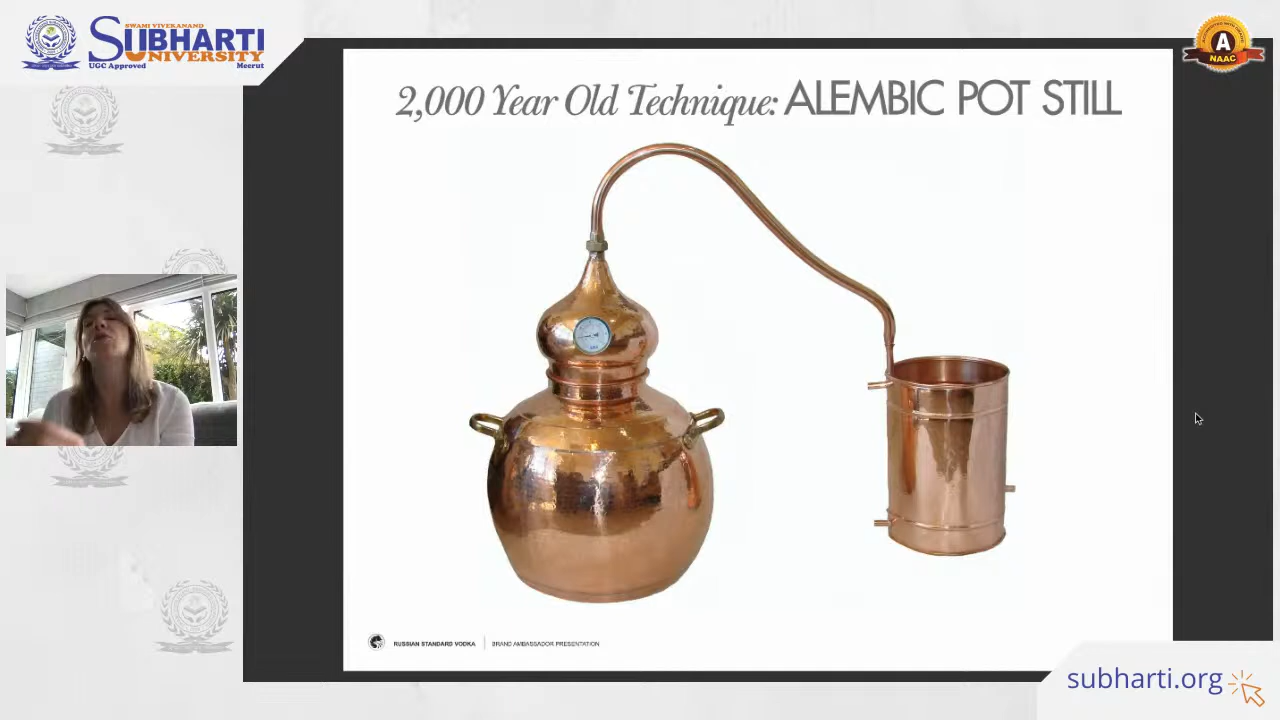 SWAMI VIVEKANAND
SUBHARTI
UNIVERSITY
UGC Approved Meerut
A
NAAC
2,000 Year Old Technique: ALEMBIC POT STILL
RUSSIAN STANDARD VODKA | BRAND AMBASSADOR PRESENTATION
subharti.org